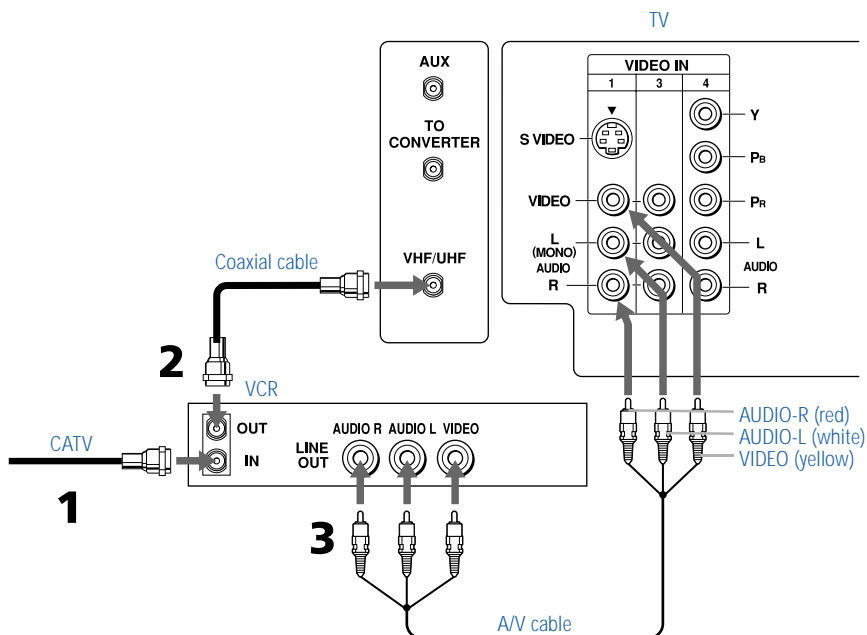 TV
AUX
TO
CONVERTER
VHF/UHF
VIDEO IN
1 3 4
S VIDEO
VIDEO
L
(MONO)
AUDIO
R
Y
PB
PR
L
AUDIO
R
Coaxial cable
2
VCR
CATV
1
OUT
IN
LINE
OUT
AUDIO R AUDIO L VIDEO
3
AUDIO-R (red)
AUDIO-L (white)
VIDEO (yellow)
A/V cable